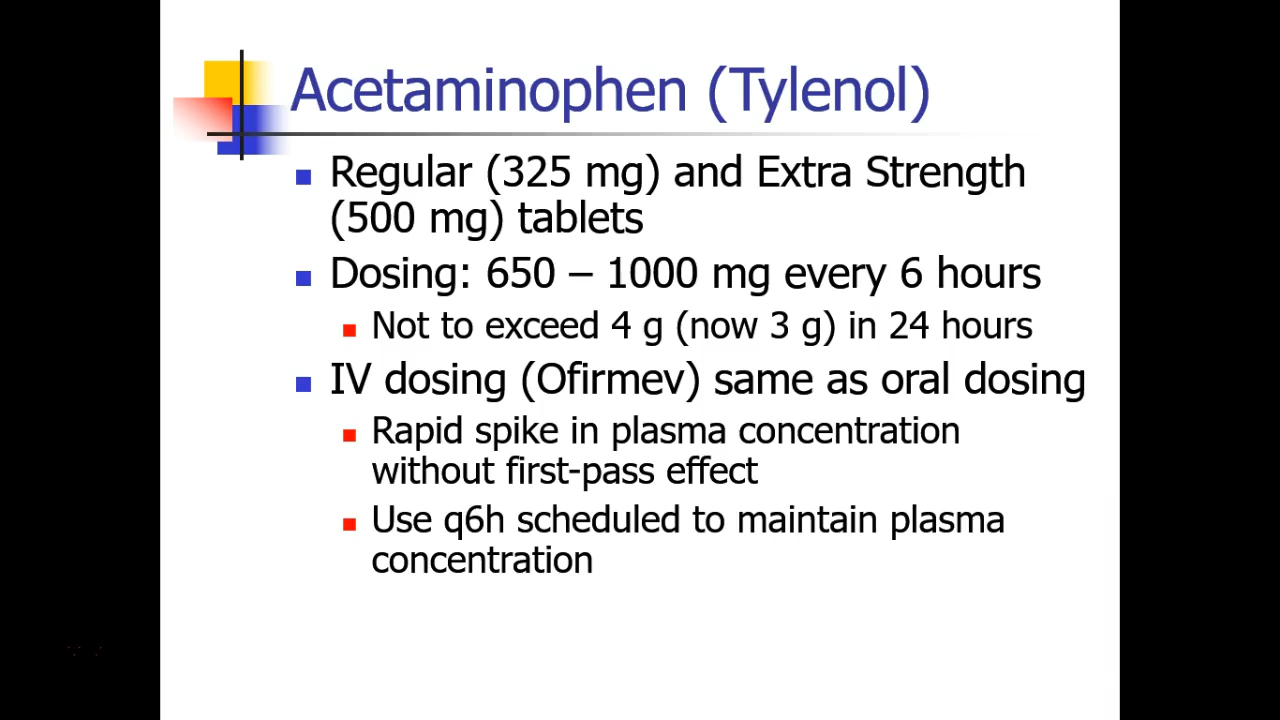 Acetaminophen (Tylenol)
Regular (325 mg) and Extra Strength
(500 mg) tablets
Dosing: 650 – 1000 mg every 6 hours
Not to exceed 4 g (now 3 g) in 24 hours
IV dosing (Ofirmev) same as oral dosing
Rapid spike in plasma concentration
without first-pass effect
Use q6h scheduled to maintain plasma
concentration